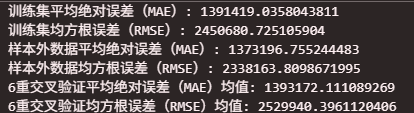 训练集平均绝对误差（MAE）: 1391419.0358043811
训练集均方根误差（RMSE）: 2450680.725105904
样本外数据平均绝对误差（MAE）: 1373196.755244483
样本外数据均方根误差（RMSE）: 2338163.8098671995
6重交叉验证平均绝对误差（MAE）均值: 1393172.111089269
6重交叉验证均方根误差（RMSE）均值: 2529940.3961120406